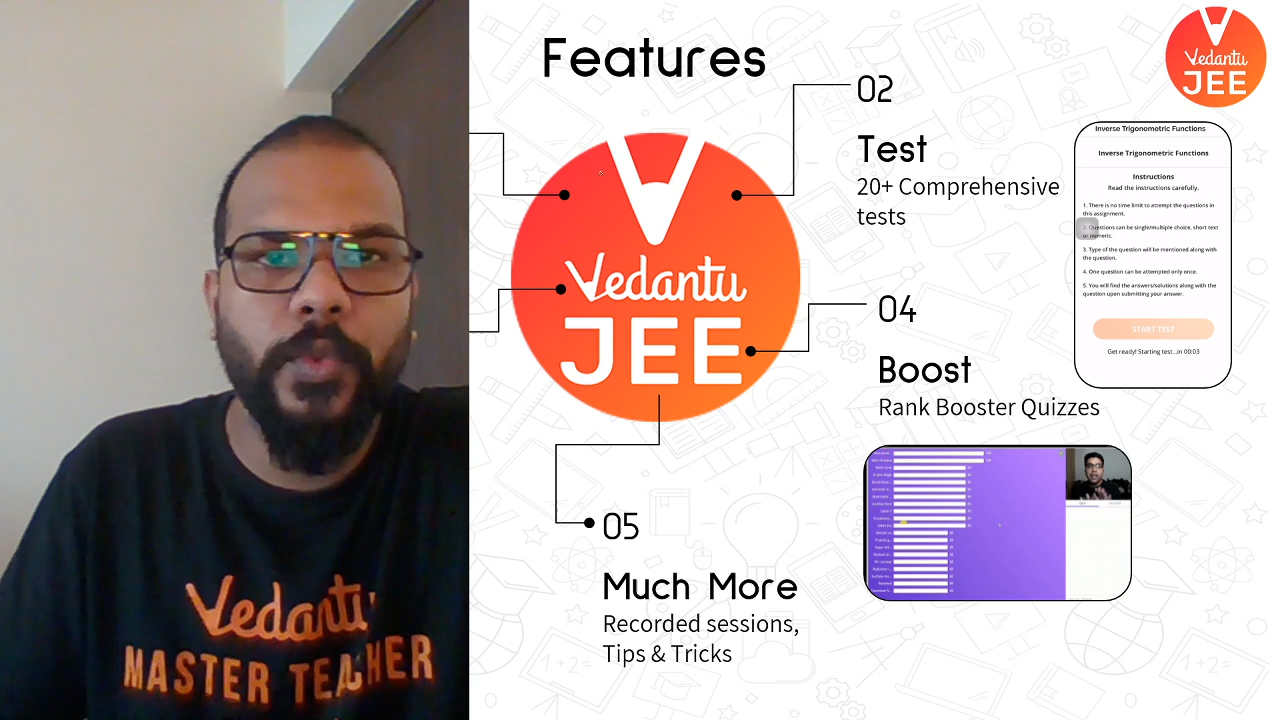 Features
Vedantu
JEE
02
Test
20+ Comprehensive
tests
Inverse Trigonometric Functions
Inverse Trigonometric Functions
Instructions
Read the instructions carefully.
1. There is no time limit to attempt the questions in
this assignment.
2. Questions can be single/multiple choice, short text
or numeric.
3. Type of the question will be mentioned along with
the question.
4. One question can be attempted only once.
5. You will find the answers/solutions along with the
question upon submitting your answer.
START TEST
Get ready! Starting test...in 00:03
Vedantu
JEE
04
Boost
Rank Booster Quizzes
05
Much More
Recorded sessions,
Tips & Tricks
Vedantu
MASTER TEACHER
1+2=
1+2=